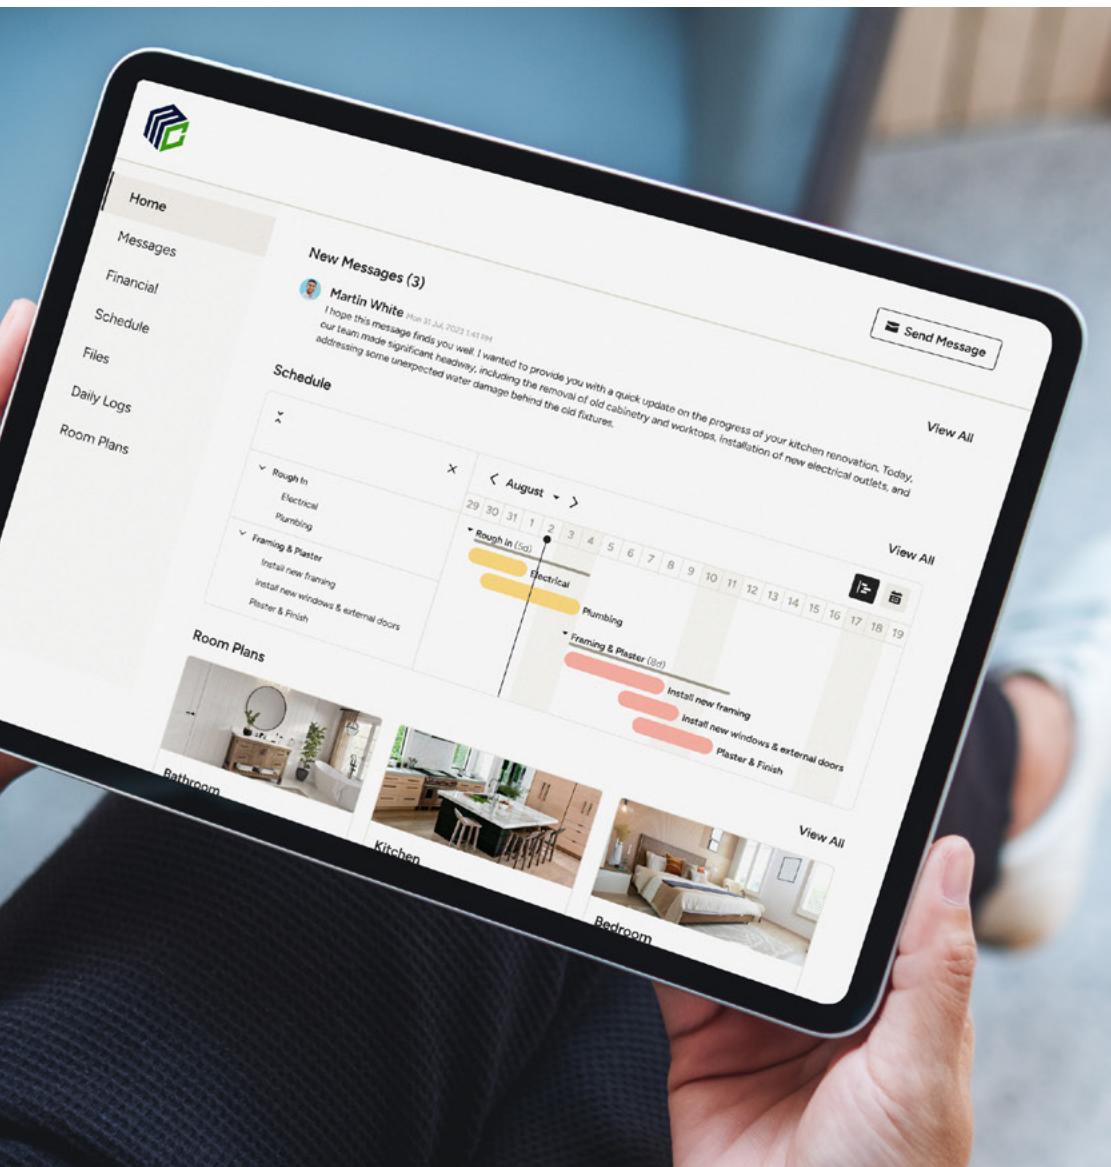 Home
Messages
Financial
Schedule
Files
Daily Logs
Room Plans
New Messages (3)
Send Message
Martin White Mon 31 Jul, 2023 1:41 PM
I hope this message finds you well. I wanted to provide you with a quick update on the progress of your kitchen renovation. Today,
our team made significant headway, including the removal of old cabinetry and worktops, installation of new electrical outlets, and
addressing some unexpected water damage behind the old fixtures.
View All
Schedule
View All
August
29 30 31 1 2 3 4 5 6 7 8 9 10 11 12 13 14 15 16 17 18 19
Rough In
Electrical
Plumbing
Framing & Plaster
Install new framing
Install new windows & external doors
Plaster & Finish
Rough In (5d)
Electrical
Plumbing
Framing & Plaster (8d)
Install new framing
Install new windows & external doors
Plaster & Finish
Room Plans
View All
Bathroom
Kitchen
Bedroom